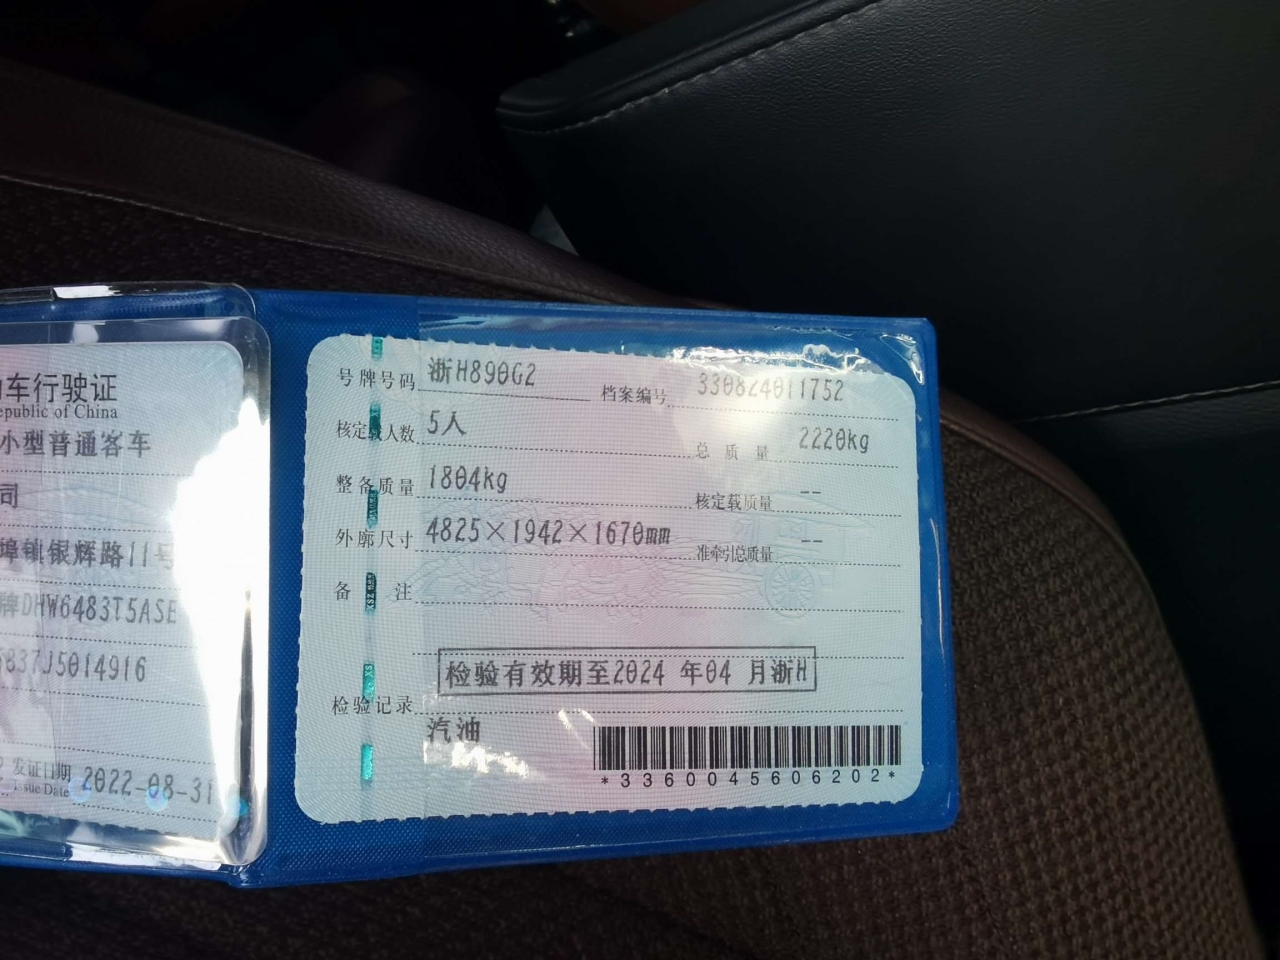 车行驶证
epublic of China
小型普通客车
司
埠镇银辉路11号
牌DHW6483T5ASE
6837J5014916
发证日期 2022-08-31
Issue Date
号牌号码 浙H890G2 档案编号 330824011752
核定载人数 5人 总质量 2220kg
整备质量 1804kg 核定载质量 --
外廓尺寸 4825×1942×1670mm 准牵引总质量 --
备注
检验有效期至2024 年04 月浙H
检验记录
汽油
*3360045606202*